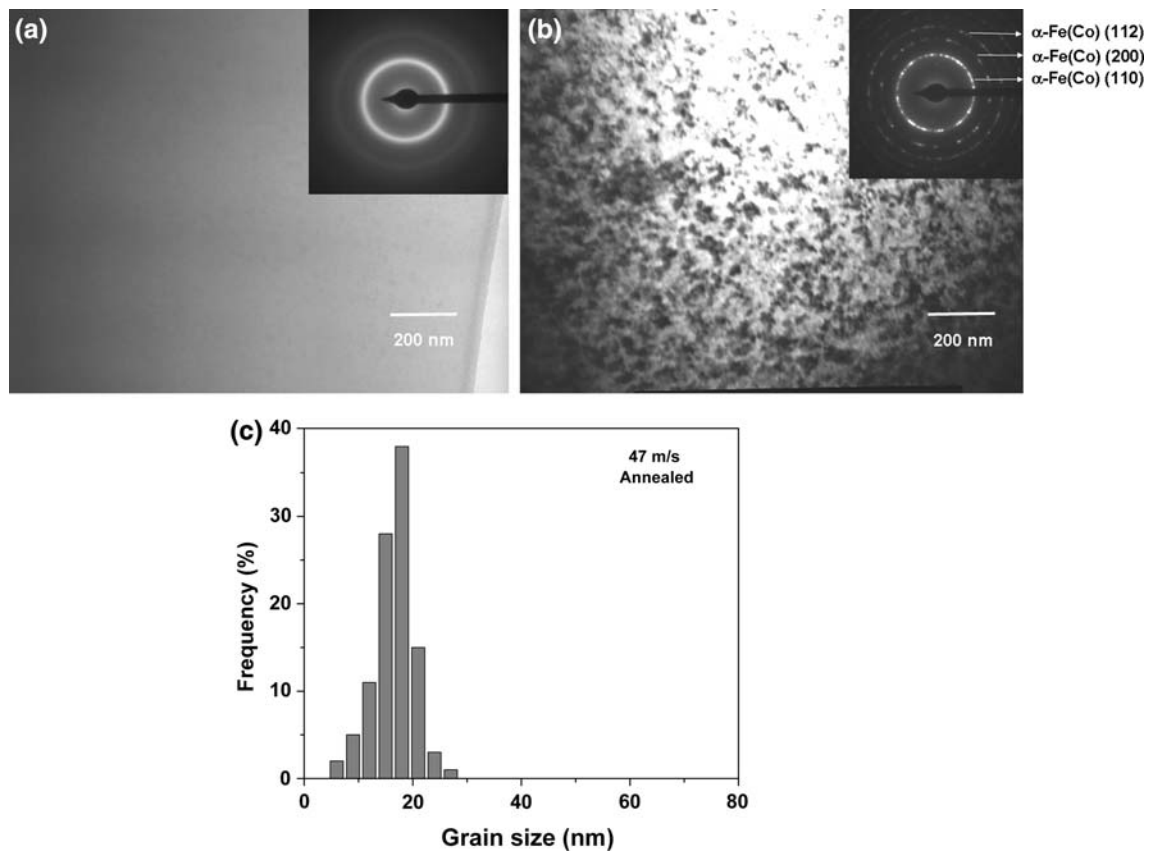 (a)
200 nm
(b)
α-Fe(Co) (112)
α-Fe(Co) (200)
α-Fe(Co) (110)
200 nm
(c)
47 m/s
Annealed
Frequency (%)
40
30
20
10
0
0 20 40 60 80
Grain size (nm)